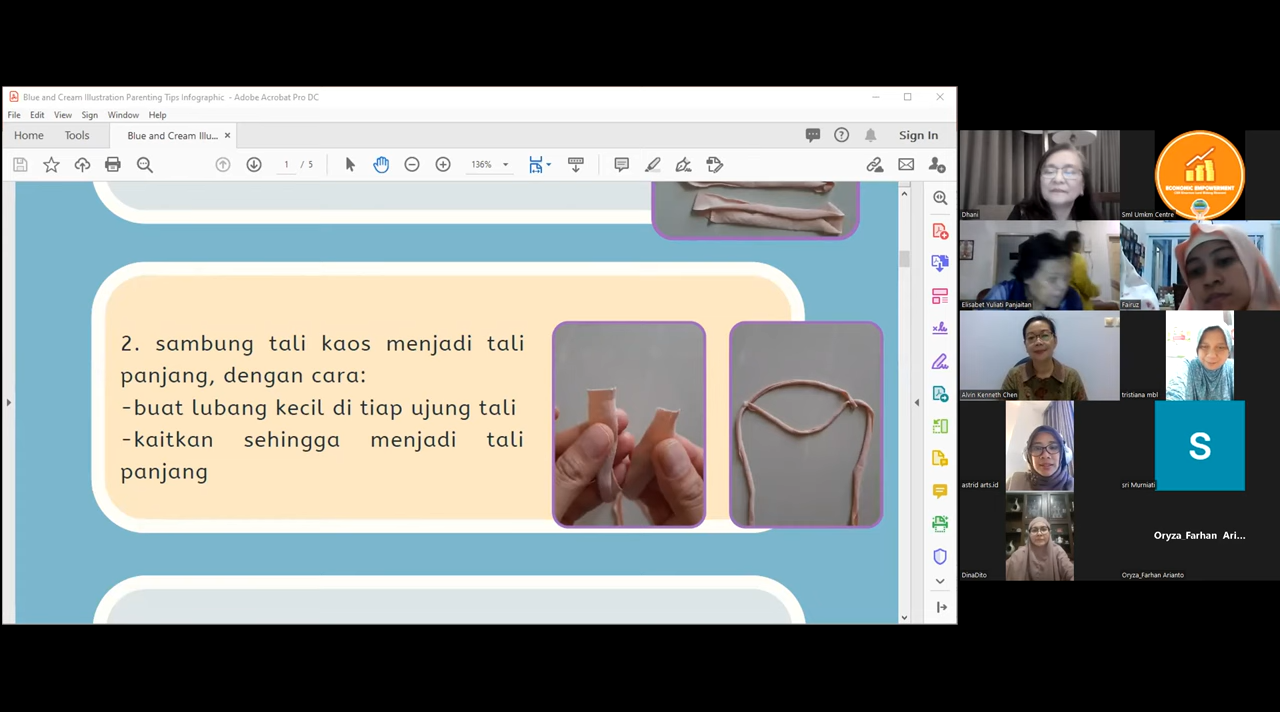 Blue and Cream Illustration Parenting Tips Infographic - Adobe Acrobat Pro DC
File Edit View Sign Window Help
Home Tools Blue and Cream Illu... × Sign In
1 / 5 136%
2. sambung tali kaos menjadi tali
panjang, dengan cara:
-buat lubang kecil di tiap ujung tali
-kaitkan sehingga menjadi tali
panjang
Dhani
ECONOMIC EMPOWERMENT
Sml Umkm Centre
Elisabet Yuliati Panjaitan
Fairuz
Alvin Kenneth Chen
tristiana mbl
astrid arts.id
S
sri Murniati
DinaDito
Oryza_Farhan Ari...
Oryza_Farhan Arianto